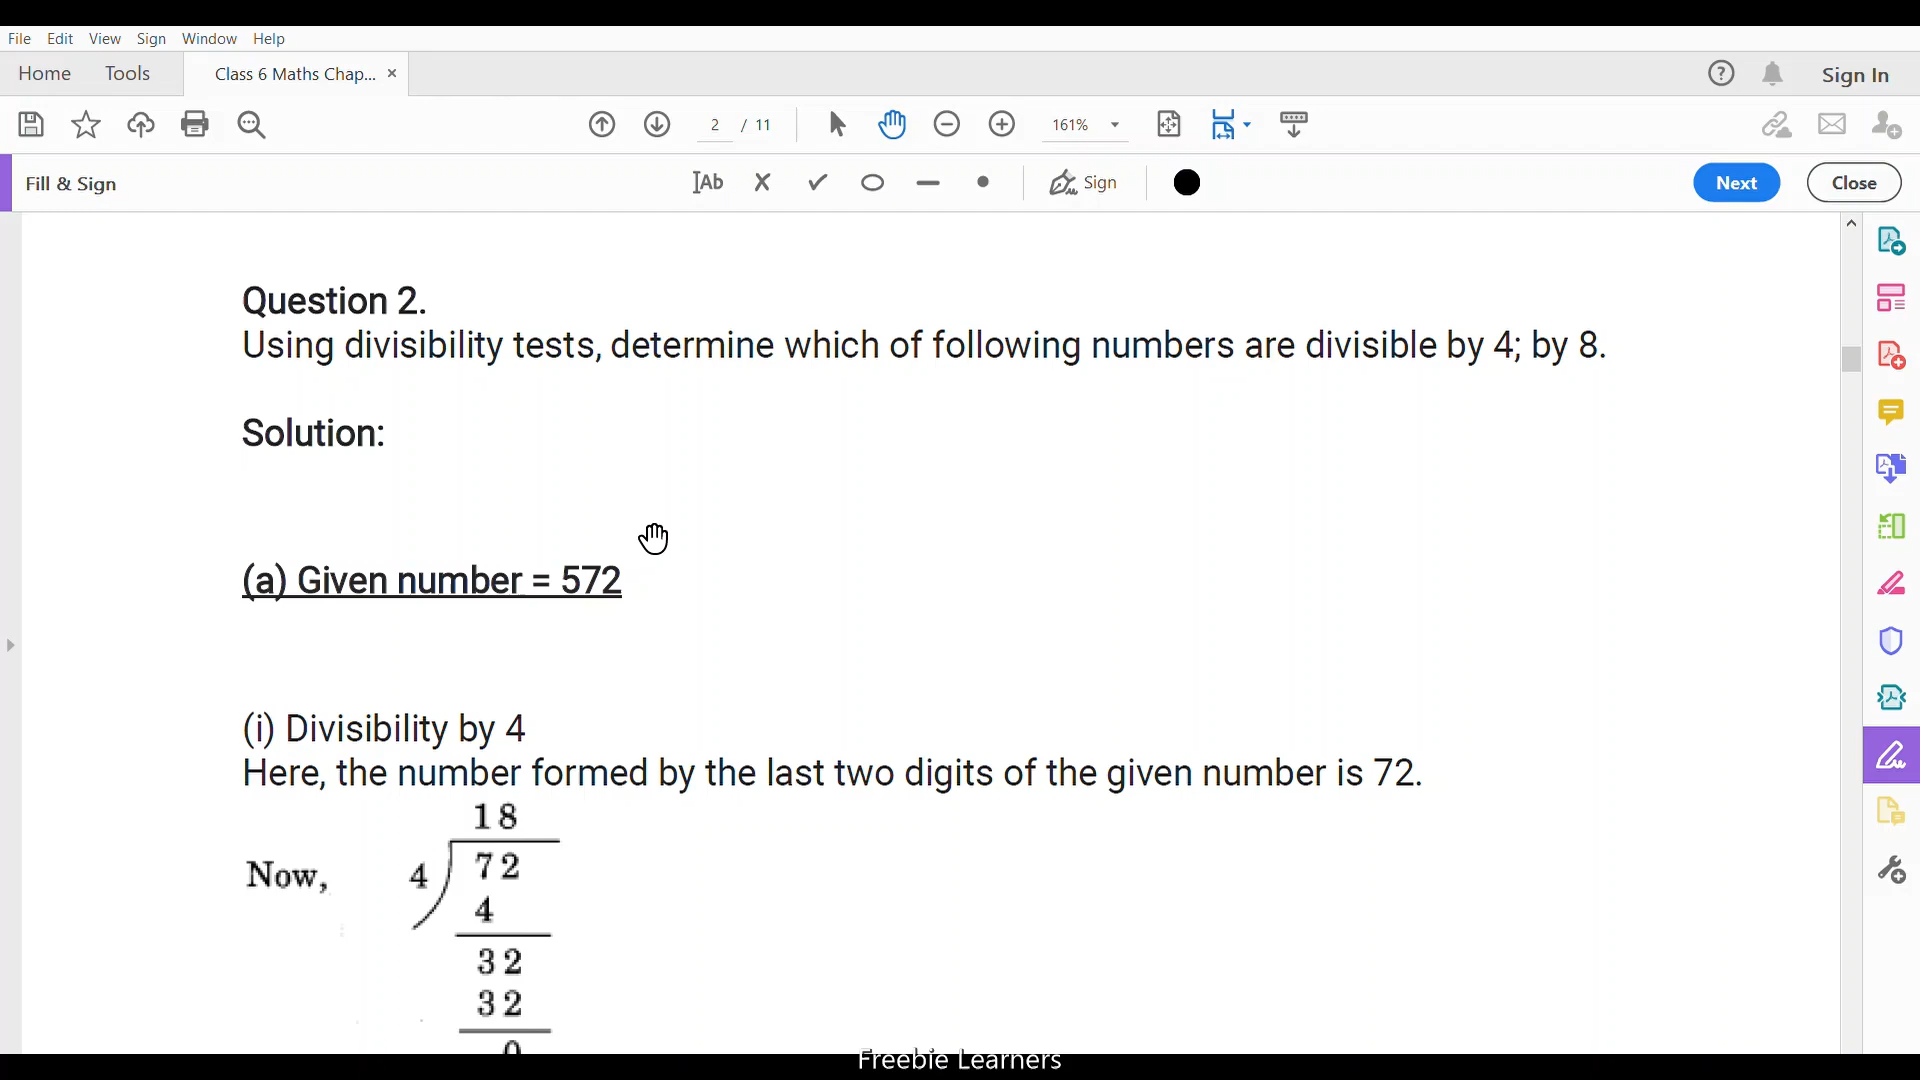 File Edit View Sign Window Help
Home Tools Class 6 Maths Chap... × Sign In
2 / 11 161%
Fill & Sign Ab Sign Next Close
Question 2.
Using divisibility tests, determine which of following numbers are divisible by 4; by 8.
Solution:
(a) Given number = 572
(i) Divisibility by 4
Here, the number formed by the last two digits of the given number is 72.
18
Now, 4 72
4
32
32
0
Freebie Learners